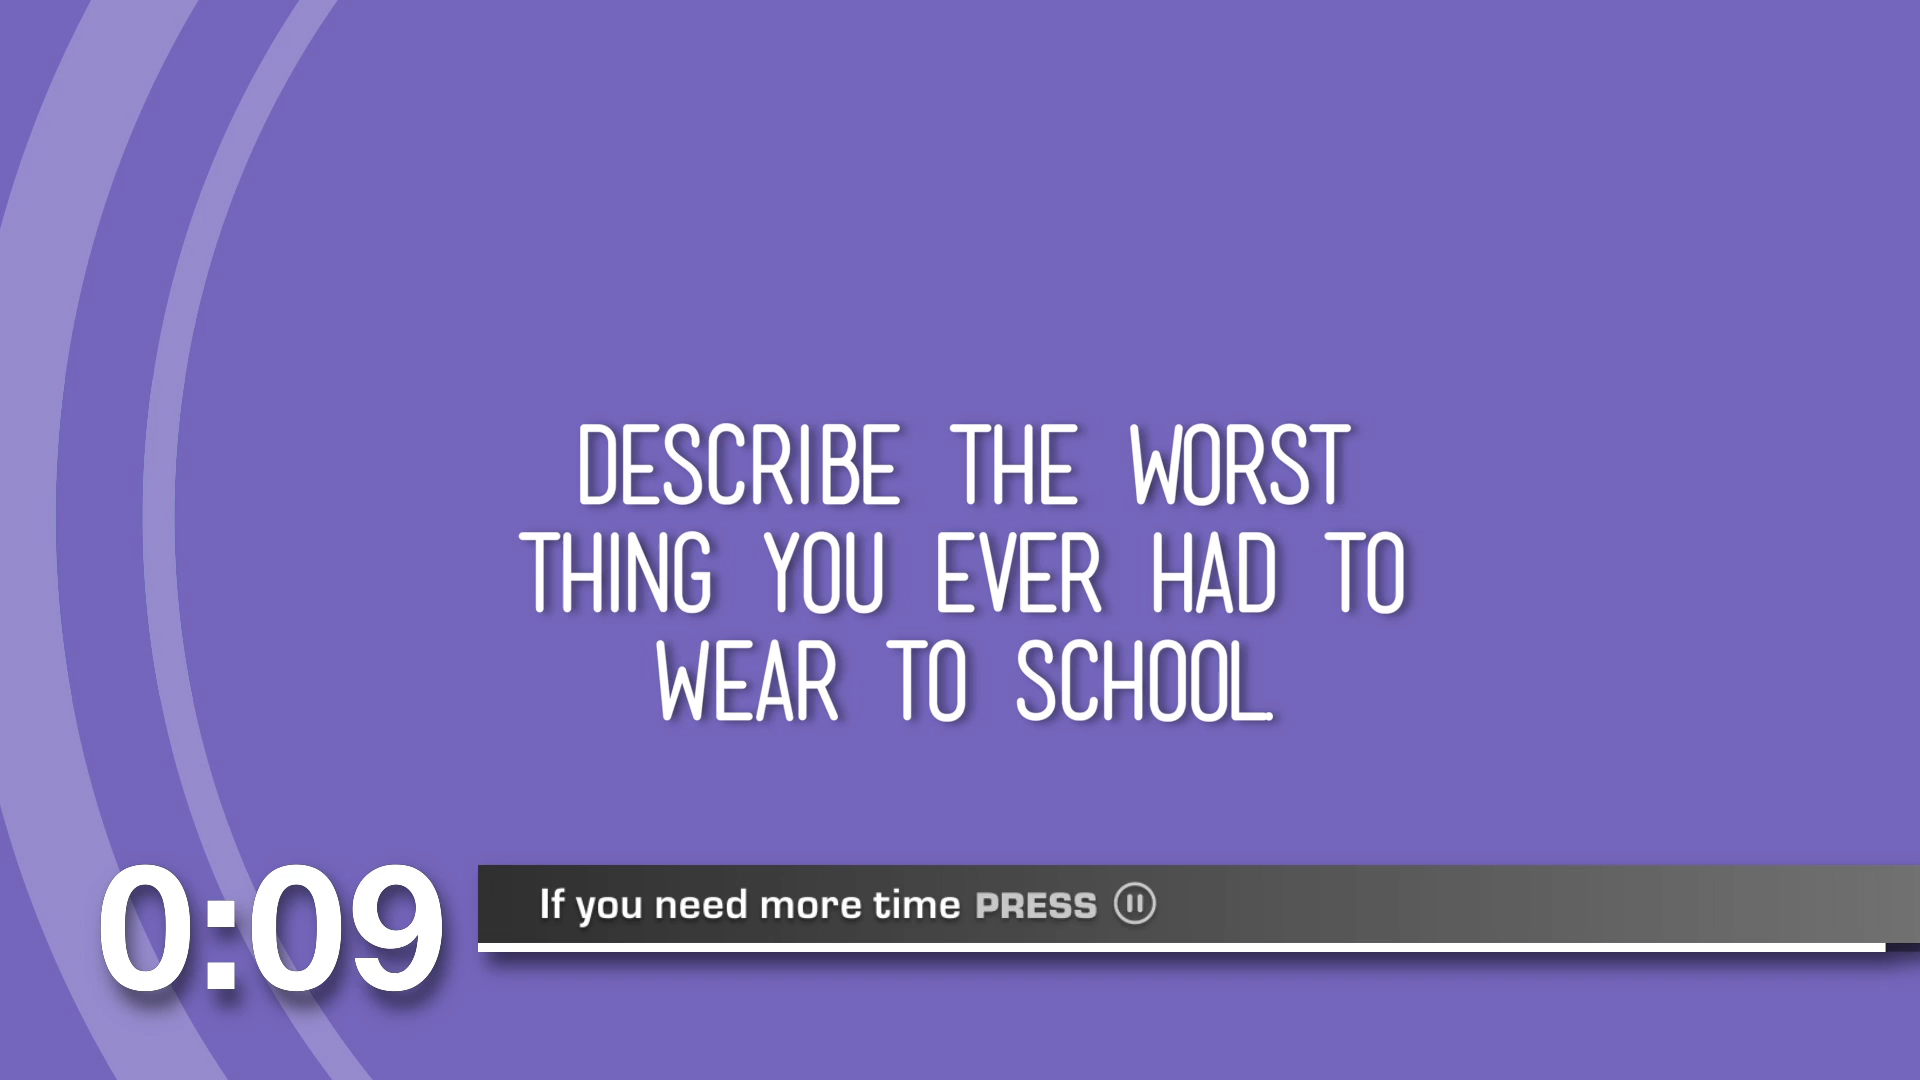 DESCRIBE THE WORST
THING YOU EVER HAD TO
WEAR TO SCHOOL.
0:09
If you need more time PRESS